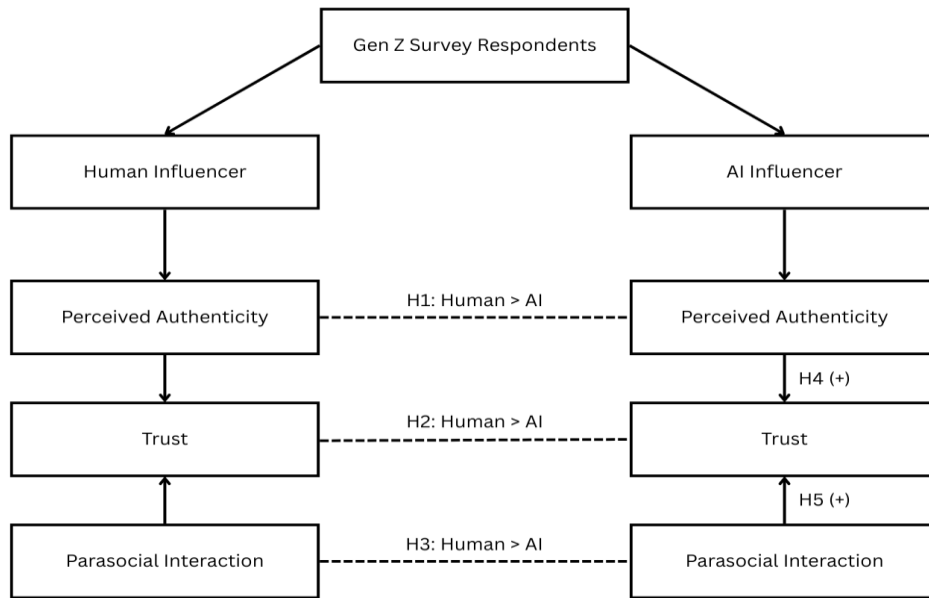 Gen Z Survey Respondents
Human Influencer
AI Influencer
H1: Human > AI
Perceived Authenticity
Perceived Authenticity
H4 (+)
H2: Human > AI
Trust
Trust
H5 (+)
H3: Human > AI
Parasocial Interaction
Parasocial Interaction